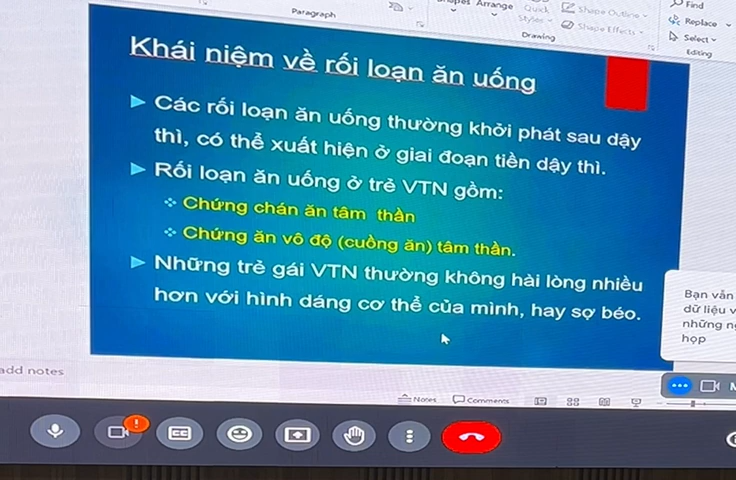 Paragraph
Arrange
Quick
Styles
Shape Outline
Shape Effects
Drawing
Find
Replace
Select
Editing
Khái niệm về rối loạn ăn uống
Các rối loạn ăn uống thường khởi phát sau dậy
thì, có thể xuất hiện ở giai đoạn tiền dậy thì.
Rối loạn ăn uống ở trẻ VTN gồm:
Chứng chán ăn tâm thần
Chứng ăn vô độ (cuồng ăn) tâm thần.
Những trẻ gái VTN thường không hài lòng nhiều
hơn với hình dáng cơ thể của mình, hay sợ béo.
Bạn vẫn
dữ liệu
những
họp
add notes
Notes
Comments
CC